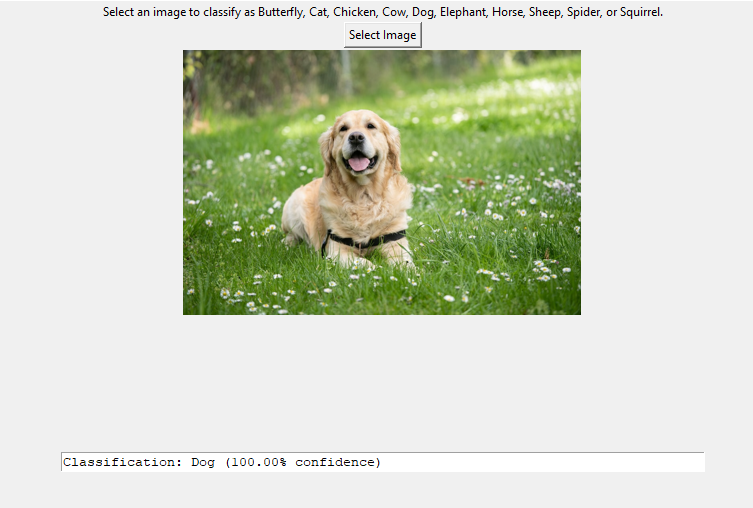 Select an image to classify as Butterfly, Cat, Chicken, Cow, Dog, Elephant, Horse, Sheep, Spider, or Squirrel.
Select Image
Classification: Dog (100.00% confidence)